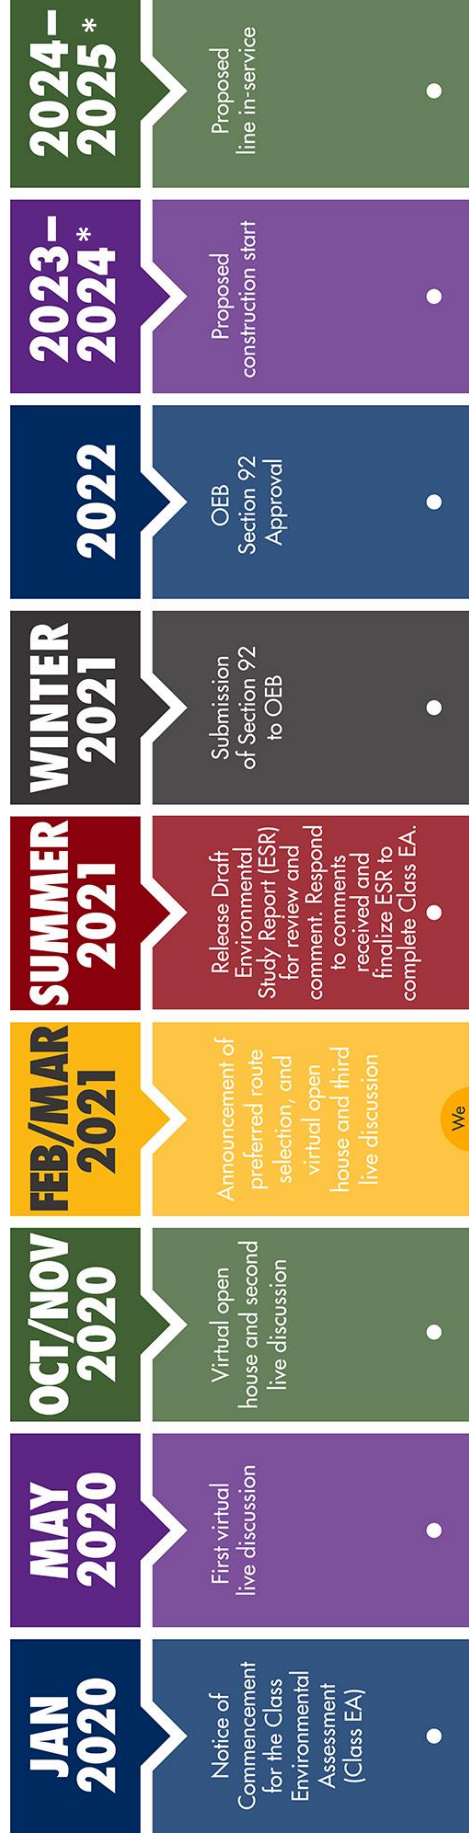 JAN
2020
Notice of
Commencement
for the Class
Environmental
Assessment
(Class EA)
MAY
2020
First virtual
live discussion
OCT/NOV
2020
Virtual open
house and second
live discussion
FEB/MAR
2021
Announcement of
preferred route
selection, and
virtual open
house and third
live discussion
We
SUMMER
2021
Release Draft
Environmental
Study Report (ESR)
for review and
comment. Respond
to comments
received and
finalize ESR to
complete Class EA.
WINTER
2021
Submission
of Section 92
to OEB
2022
OEB
Section 92
Approval
2023–
2024*
Proposed
construction start
2024–
2025*
Proposed
line in-service